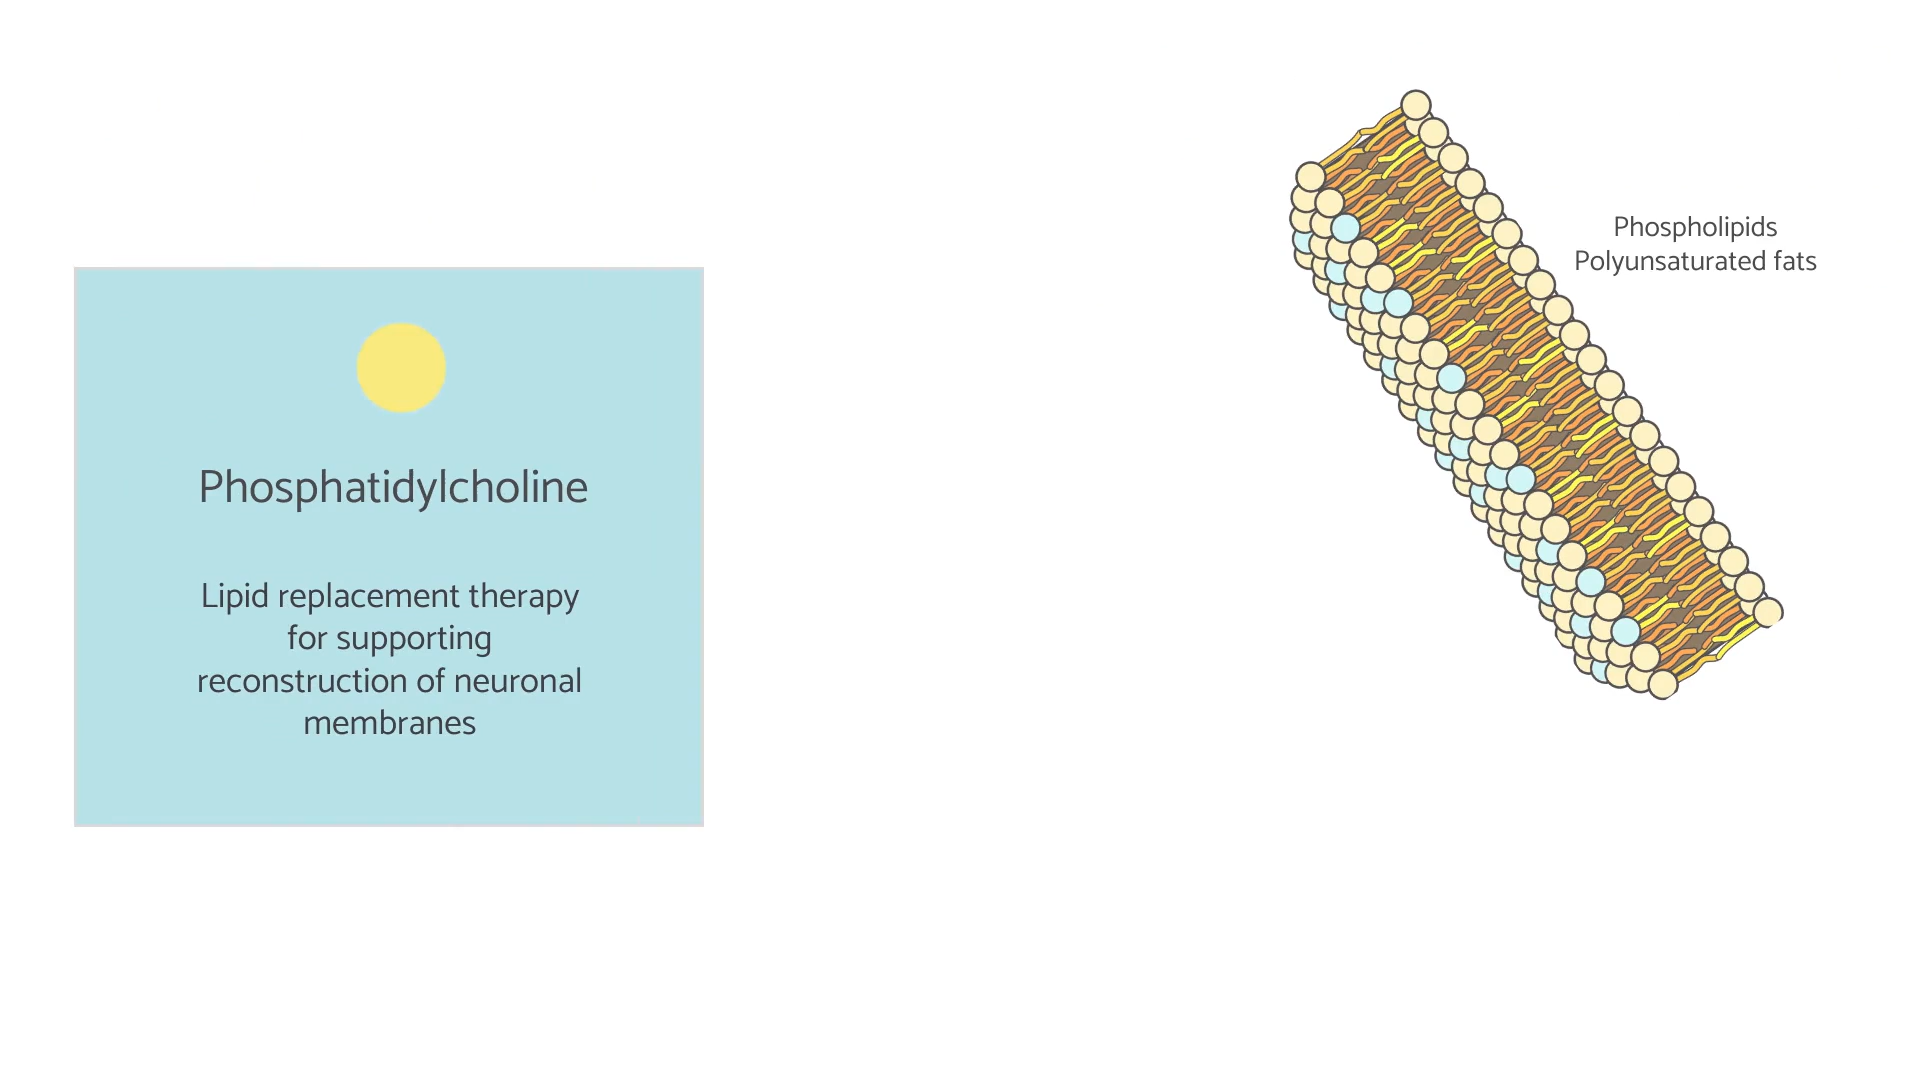 Phosphatidylcholine
Lipid replacement therapy
for supporting
reconstruction of neuronal
membranes
Phospholipids
Polyunsaturated fats